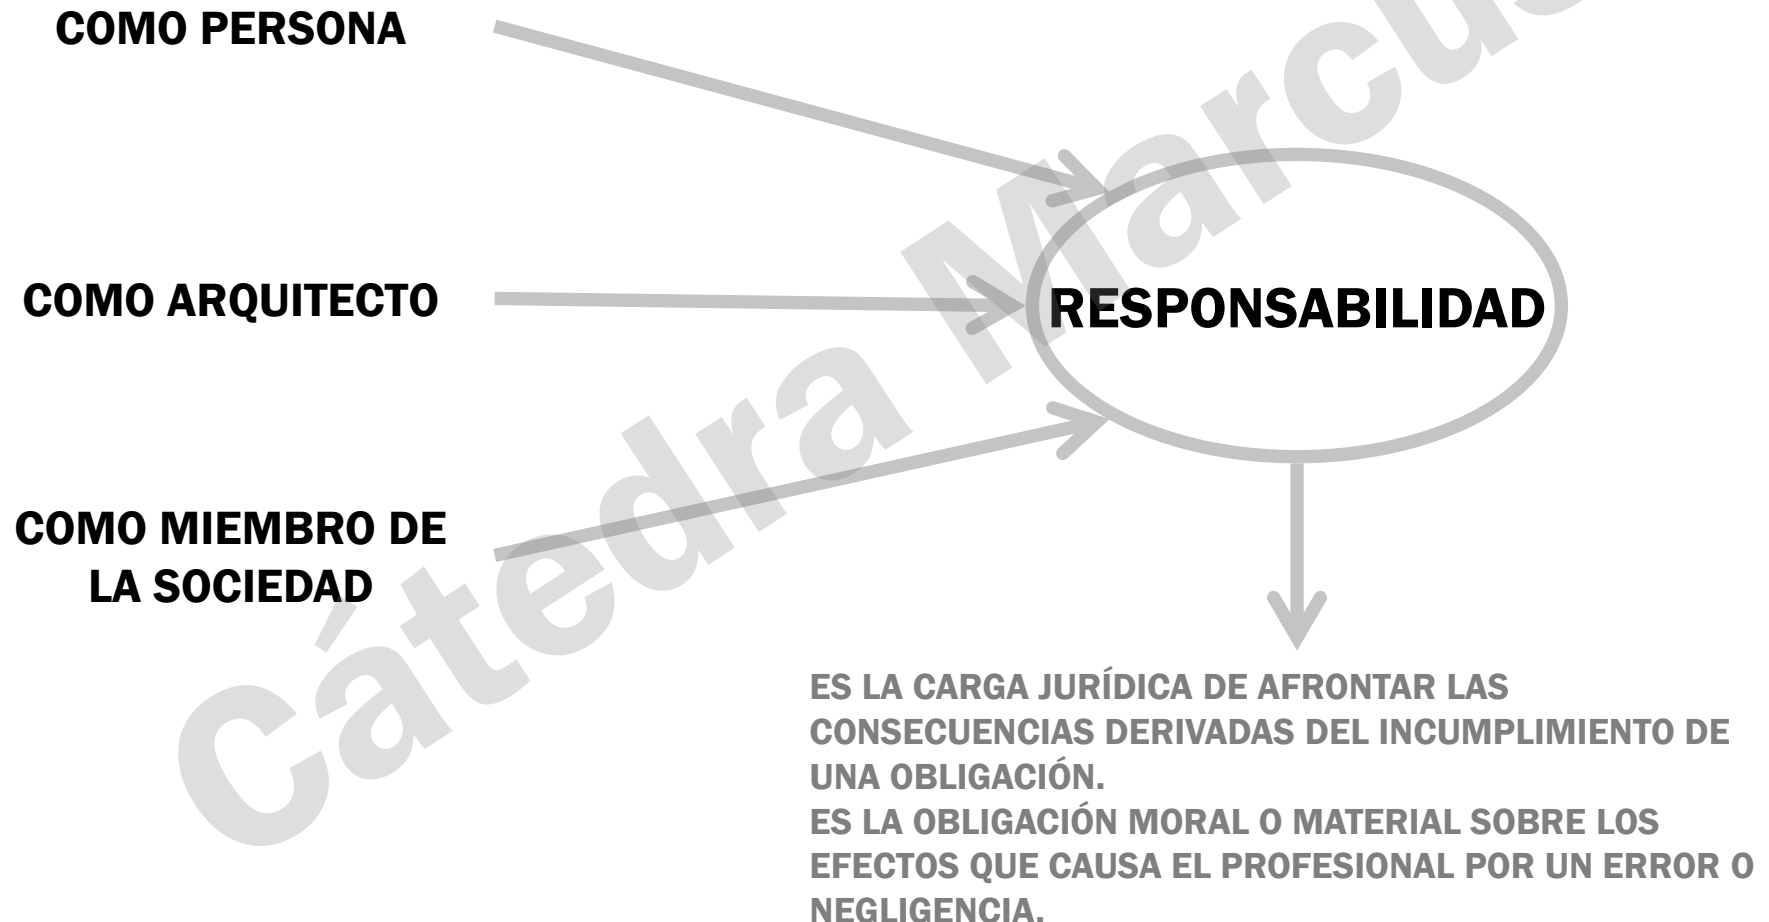 COMO PERSONA
COMO ARQUITECTO
RESPONSABILIDAD
COMO MIEMBRO DE
LA SOCIEDAD
ES LA CARGA JURÍDICA DE AFRONTAR LAS
CONSECUENCIAS DERIVADAS DEL INCUMPLIMIENTO DE
UNA OBLIGACIÓN.
ES LA OBLIGACIÓN MORAL O MATERIAL SOBRE LOS
EFECTOS QUE CAUSA EL PROFESIONAL POR UN ERROR O
NEGLIGENCIA.
Cátedra Marcus